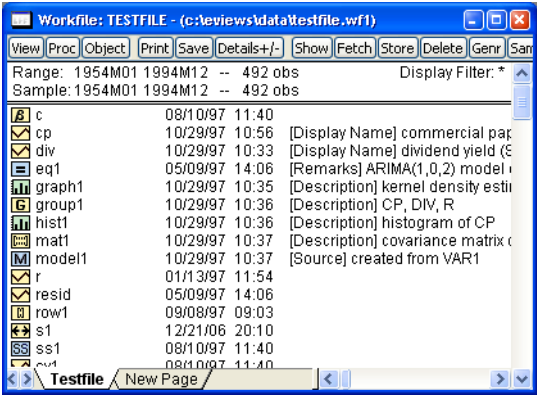 Workfile: TESTFILE - (c:\eviews\data\testfile.wf1)
View Proc Object Print Save Details+/- Show Fetch Store Delete Genr Sam
Range: 1954M01 1994M12 -- 492 obs Display Filter: *
Sample: 1954M01 1994M12 -- 492 obs
β c 08/10/97 11:40
cp 10/29/97 10:56 [Display Name] commercial pap
div 10/29/97 10:33 [Display Name] dividend yield (S
= eq1 05/09/97 14:06 [Remarks] ARIMA(1,0,2) model
graph1 10/29/97 10:35 [Description] kernel density esti
G group1 10/29/97 10:36 [Description] CP, DIV, R
hist1 10/29/97 10:36 [Description] histogram of CP
mat1 10/29/97 10:37 [Description] covariance matrix
M model1 10/29/97 10:37 [Source] created from VAR1
r 01/13/97 11:54
resid 05/09/97 14:06
row1 09/08/97 09:03
s1 12/21/06 20:10
SS ss1 08/10/97 11:40
08/10/97 11:40
Testfile New Page